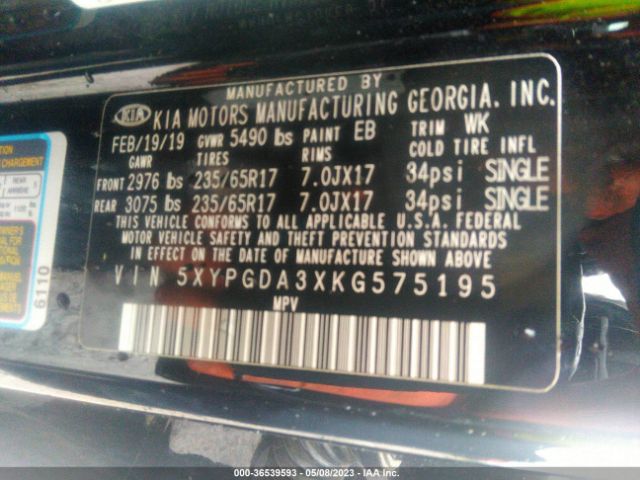 MANUFACTURED BY
KIA KIA MOTORS MANUFACTURING GEORGIA. INC.
FEB/19/19 GVWR 5490 lbs PAINT EB TRIM WK
GAWR TIRES RIMS COLD TIRE INFL
FRONT 2976 lbs 235/65R17 7.0JX17 34psi SINGLE
REAR 3075 lbs 235/65R17 7.0JX17 34psi SINGLE
THIS VEHICLE CONFORMS TO ALL APPLICABLE U.S.A. FEDERAL
MOTOR VEHICLE SAFETY AND THEFT PREVENTION STANDARDS
IN EFFECT ON THE DATE OF MANUFACTURE SHOWN ABOVE
VIN 5XYPGDA3XKG575195
MPV
CHARGEMENT
6110
000-36539593 - 05/08/2023 - IAA Inc.